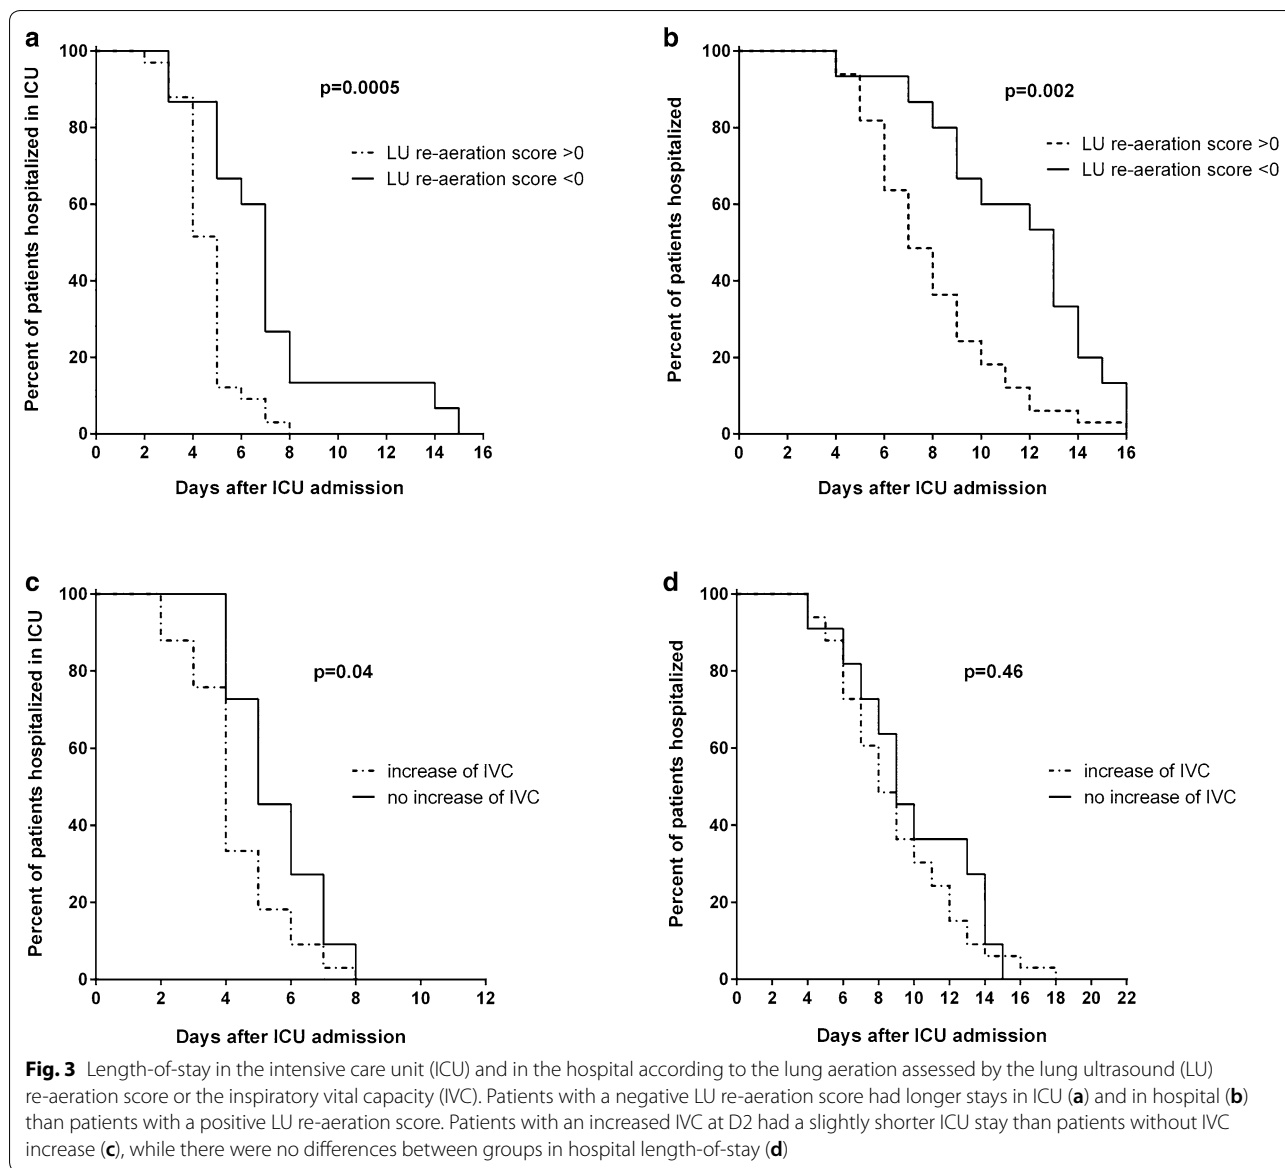 a
Percent of patients hospitalized in ICU
100
80
60
40
20
0
p=0.0005
LU re-aeration score >0
LU re-aeration score <0
0 2 4 6 8 10 12 14 16
Days after ICU admission
b
Percent of patients hospitalized
100
80
60
40
20
0
p=0.002
LU re-aeration score >0
LU re-aeration score <0
0 2 4 6 8 10 12 14 16
Days after ICU admission
c
Percent of patients hospitalized in ICU
100
80
60
40
20
0
p=0.04
increase of IVC
no increase of IVC
0 2 4 6 8 10 12
Days after ICU admission
d
Percent of patients hospitalized
100
80
60
40
20
0
p=0.46
increase of IVC
no increase of IVC
0 2 4 6 8 10 12 14 16 18 20 22
Days after ICU admission
Fig. 3 Length-of-stay in the intensive care unit (ICU) and in the hospital according to the lung aeration assessed by the lung ultrasound (LU)
re-aeration score or the inspiratory vital capacity (IVC). Patients with a negative LU re-aeration score had longer stays in ICU (a) and in hospital (b)
than patients with a positive LU re-aeration score. Patients with an increased IVC at D2 had a slightly shorter ICU stay than patients without IVC
increase (c), while there were no differences between groups in hospital length-of-stay (d)